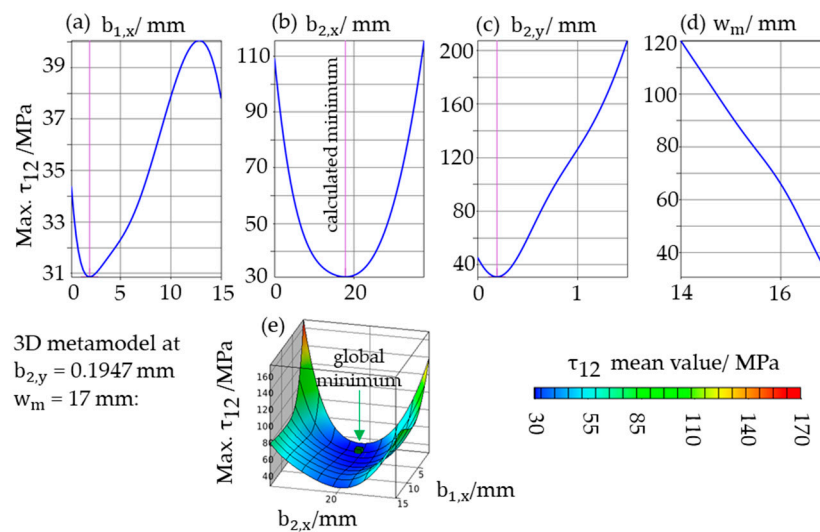 (a) b1,x/ mm
(b) b2,x/ mm
(c) b2,y/ mm
(d) wm / mm
Max. τ12 /MPa
39
37
35
33
31
0 5 10 15
110
90
70
50
30
0 20
calculated minimum
200
160
120
80
40
0 1
120
100
80
60
40
14 16
3D metamodel at
b2,y = 0.1947 mm
wm = 17 mm:
(e)
global
minimum
Max. τ12 /MPa
160
140
120
100
80
60
40
20
b2,x/mm
5
10
15
b1,x/mm
τ12 mean value/ MPa
30 55 85 110 140 170